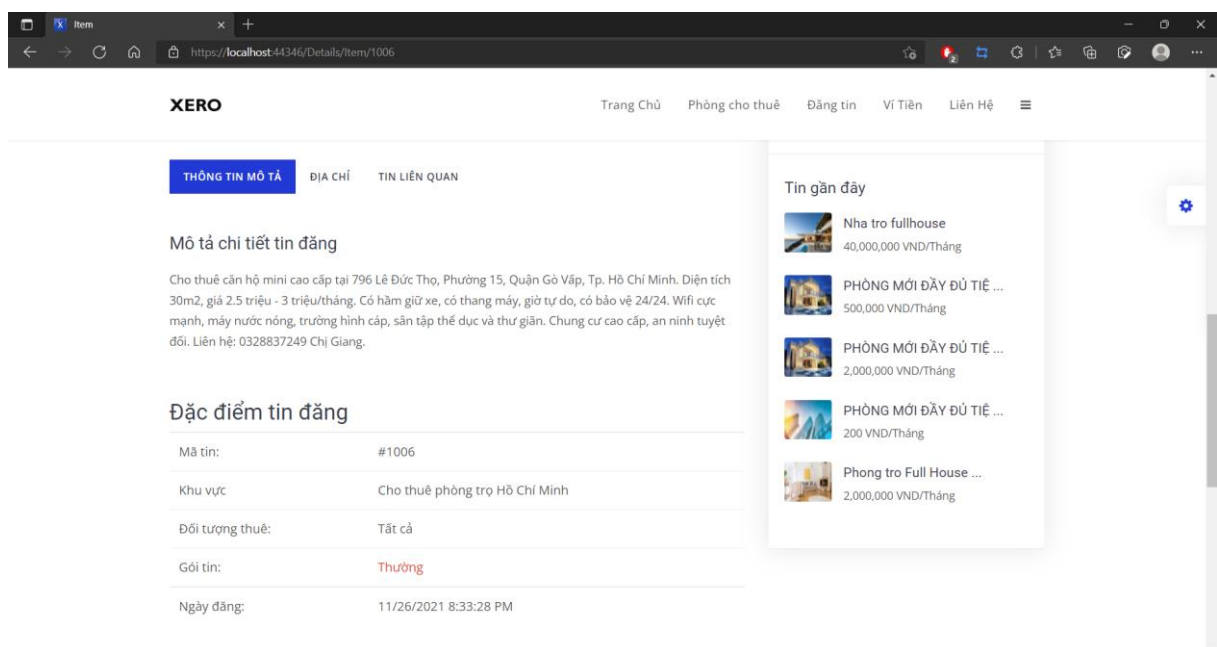 Item
https://localhost:44346/Details/Item/1006
2
XERO
Trang Chủ Phòng cho thuê Đăng tin Ví Tiền Liên Hệ
THÔNG TIN MÔ TẢ ĐỊA CHỈ TIN LIÊN QUAN
Mô tả chi tiết tin đăng
Cho thuê căn hộ mini cao cấp tại 796 Lê Đức Thọ, Phường 15, Quận Gò Vấp, Tp. Hồ Chí Minh. Diện tích
30m2, giá 2.5 triệu - 3 triệu/tháng. Có hầm giữ xe, có thang máy, giờ tự do, có bảo vệ 24/24. Wifi cực
mạnh, máy nước nóng, trường hình cáp, sân tập thể dục và thư giãn. Chung cư cao cấp, an ninh tuyệt
đối. Liên hệ: 0328837249 Chị Giang.
Đặc điểm tin đăng
Mã tin: #1006
Khu vực Cho thuê phòng trọ Hồ Chí Minh
Đối tượng thuê: Tất cả
Gói tin: Thường
Ngày đăng: 11/26/2021 8:33:28 PM
Tin gần đây
Nha tro fullhouse
40,000,000 VND/Tháng
PHÒNG MỚI ĐẦY ĐỦ TIỆ ...
500,000 VND/Tháng
PHÒNG MỚI ĐẦY ĐỦ TIỆ ...
2,000,000 VND/Tháng
PHÒNG MỚI ĐẦY ĐỦ TIỆ ...
200 VND/Tháng
Phong tro Full House ...
2,000,000 VND/Tháng